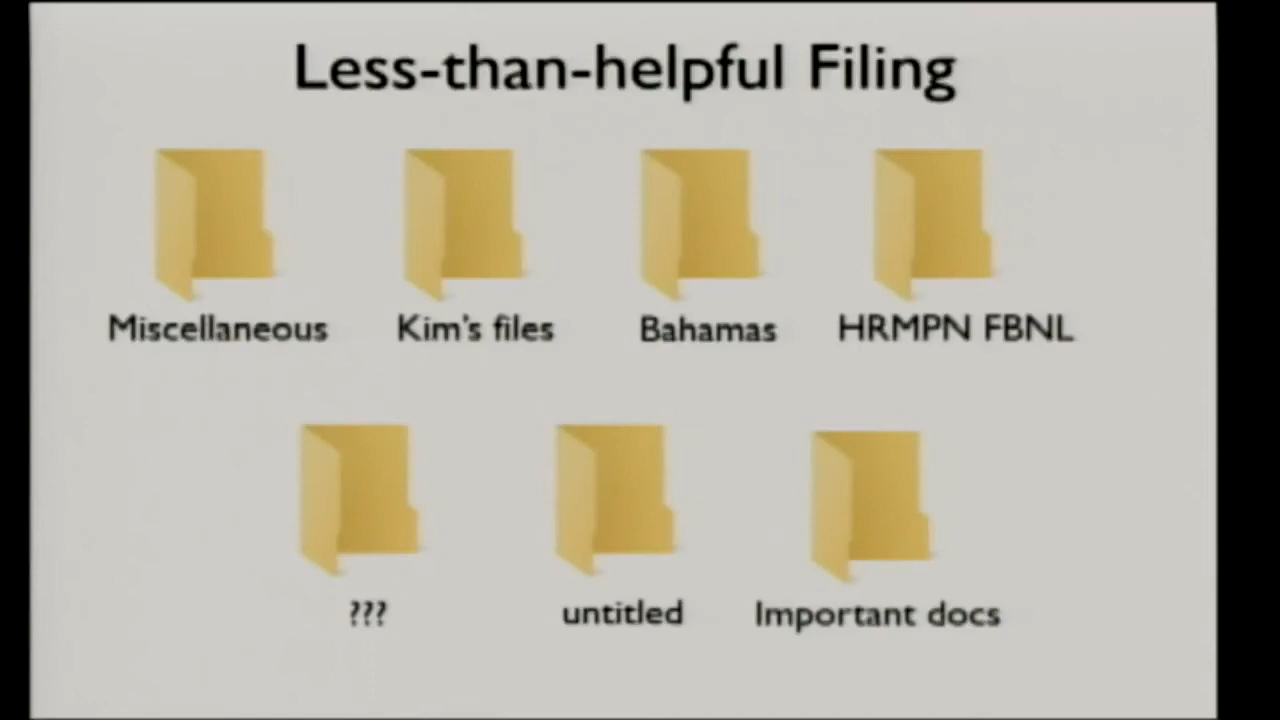 Less-than-helpful Filing
Miscellaneous Kim's files Bahamas HRMPN FBNL
??? untitled Important docs